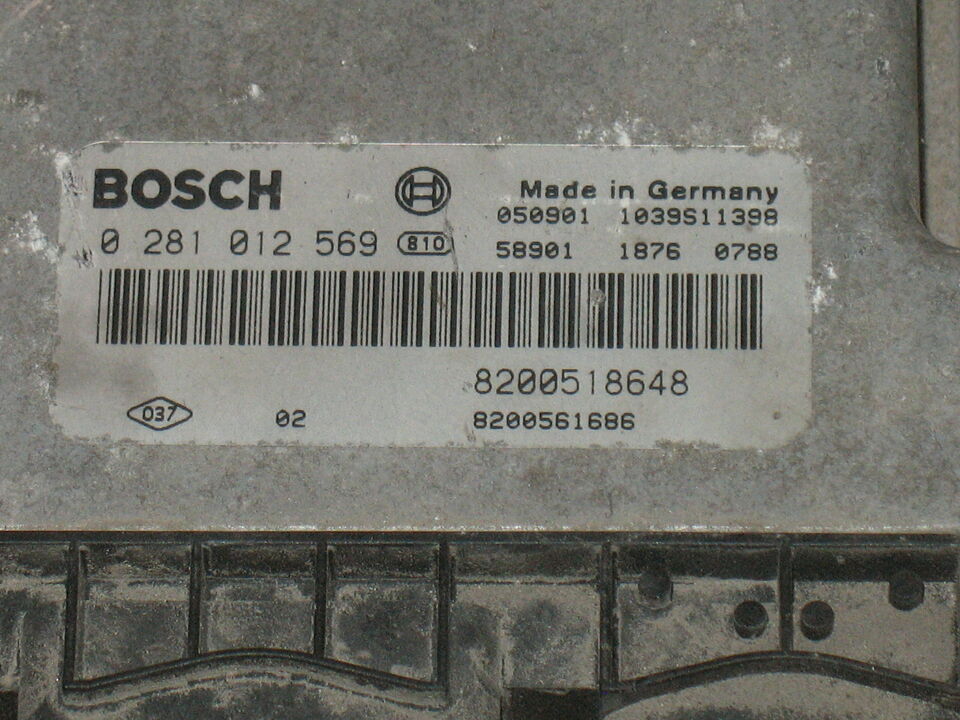 BOSCH
Made in Germany
050901 1039S11398
0 281 012 569 810
58901 1876 0788
8200518648
037 02 8200561686